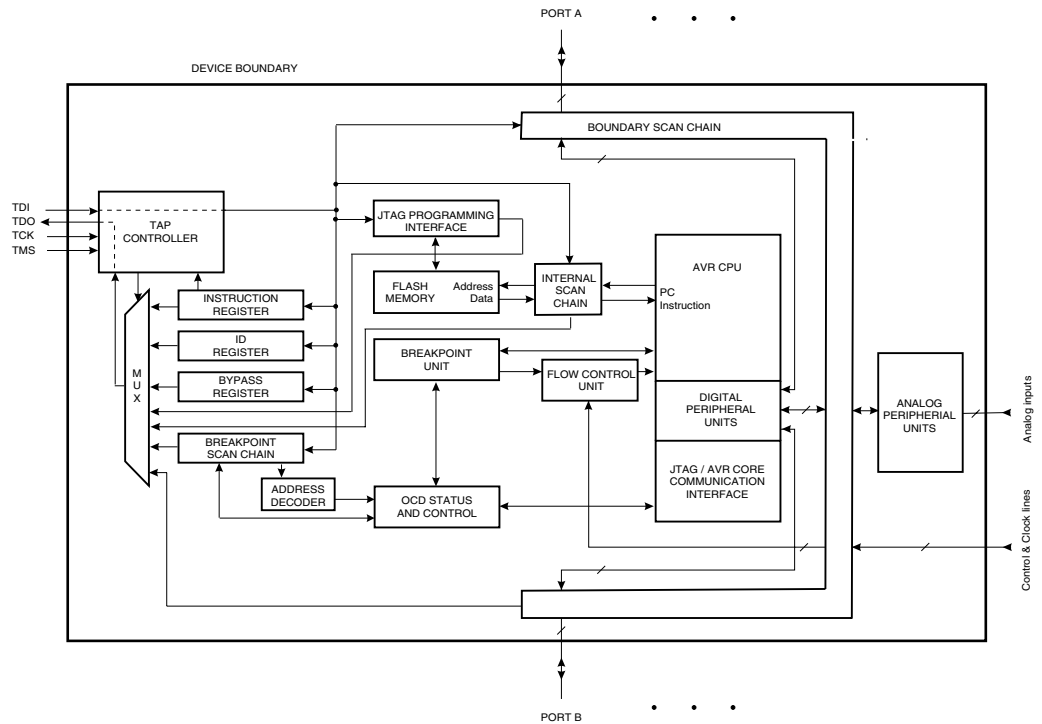 PORT A
DEVICE BOUNDARY
BOUNDARY SCAN CHAIN
TDI
TDO
TCK
TMS
TAP
CONTROLLER
JTAG PROGRAMMING
INTERFACE
AVR CPU
FLASH
MEMORY
Address
Data
INTERNAL
SCAN
CHAIN
PC
Instruction
INSTRUCTION
REGISTER
ID
REGISTER
M
U
X
BREAKPOINT
UNIT
FLOW CONTROL
UNIT
BYPASS
REGISTER
DIGITAL
PERIPHERAL
UNITS
ANALOG
PERIPHERIAL
UNITS
Analog inputs
BREAKPOINT
SCAN CHAIN
ADDRESS
DECODER
OCD STATUS
AND CONTROL
JTAG / AVR CORE
COMMUNICATION
INTERFACE
Control & Clock lines
PORT B